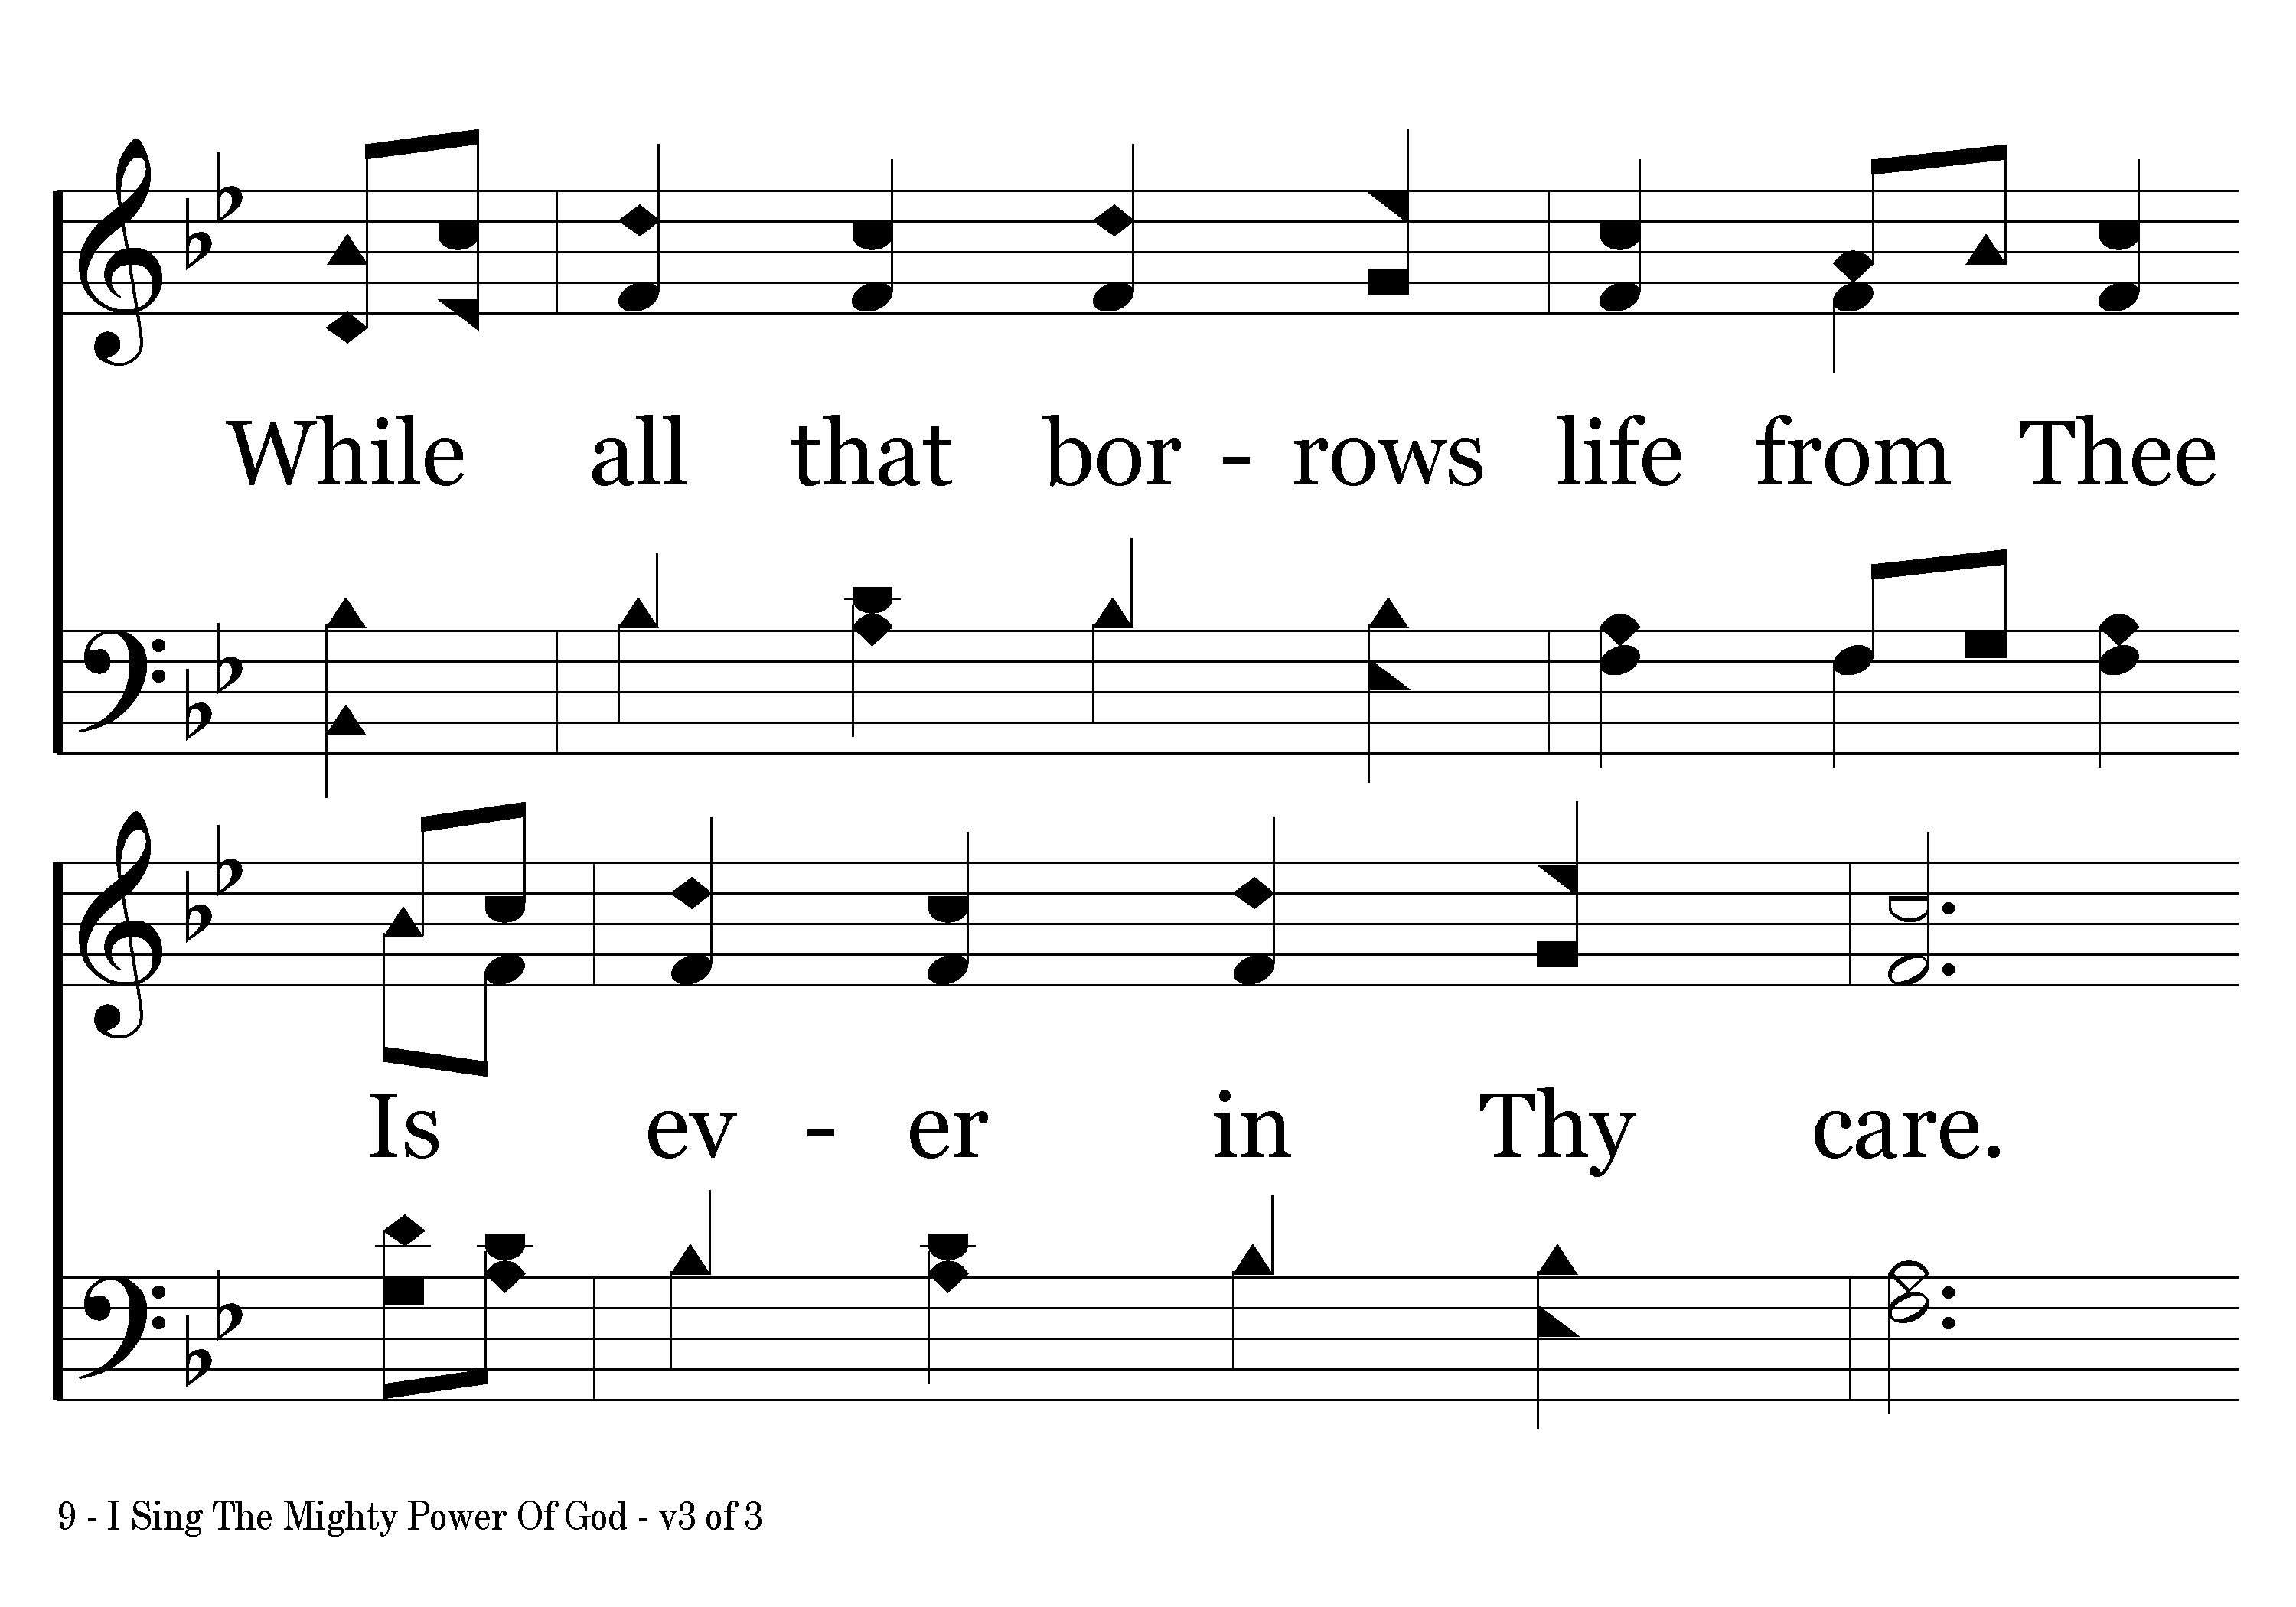 While all that bor - rows life from Thee
Is ev - er in Thy care.
9 - I Sing The Mighty Power Of God - v3 of 3